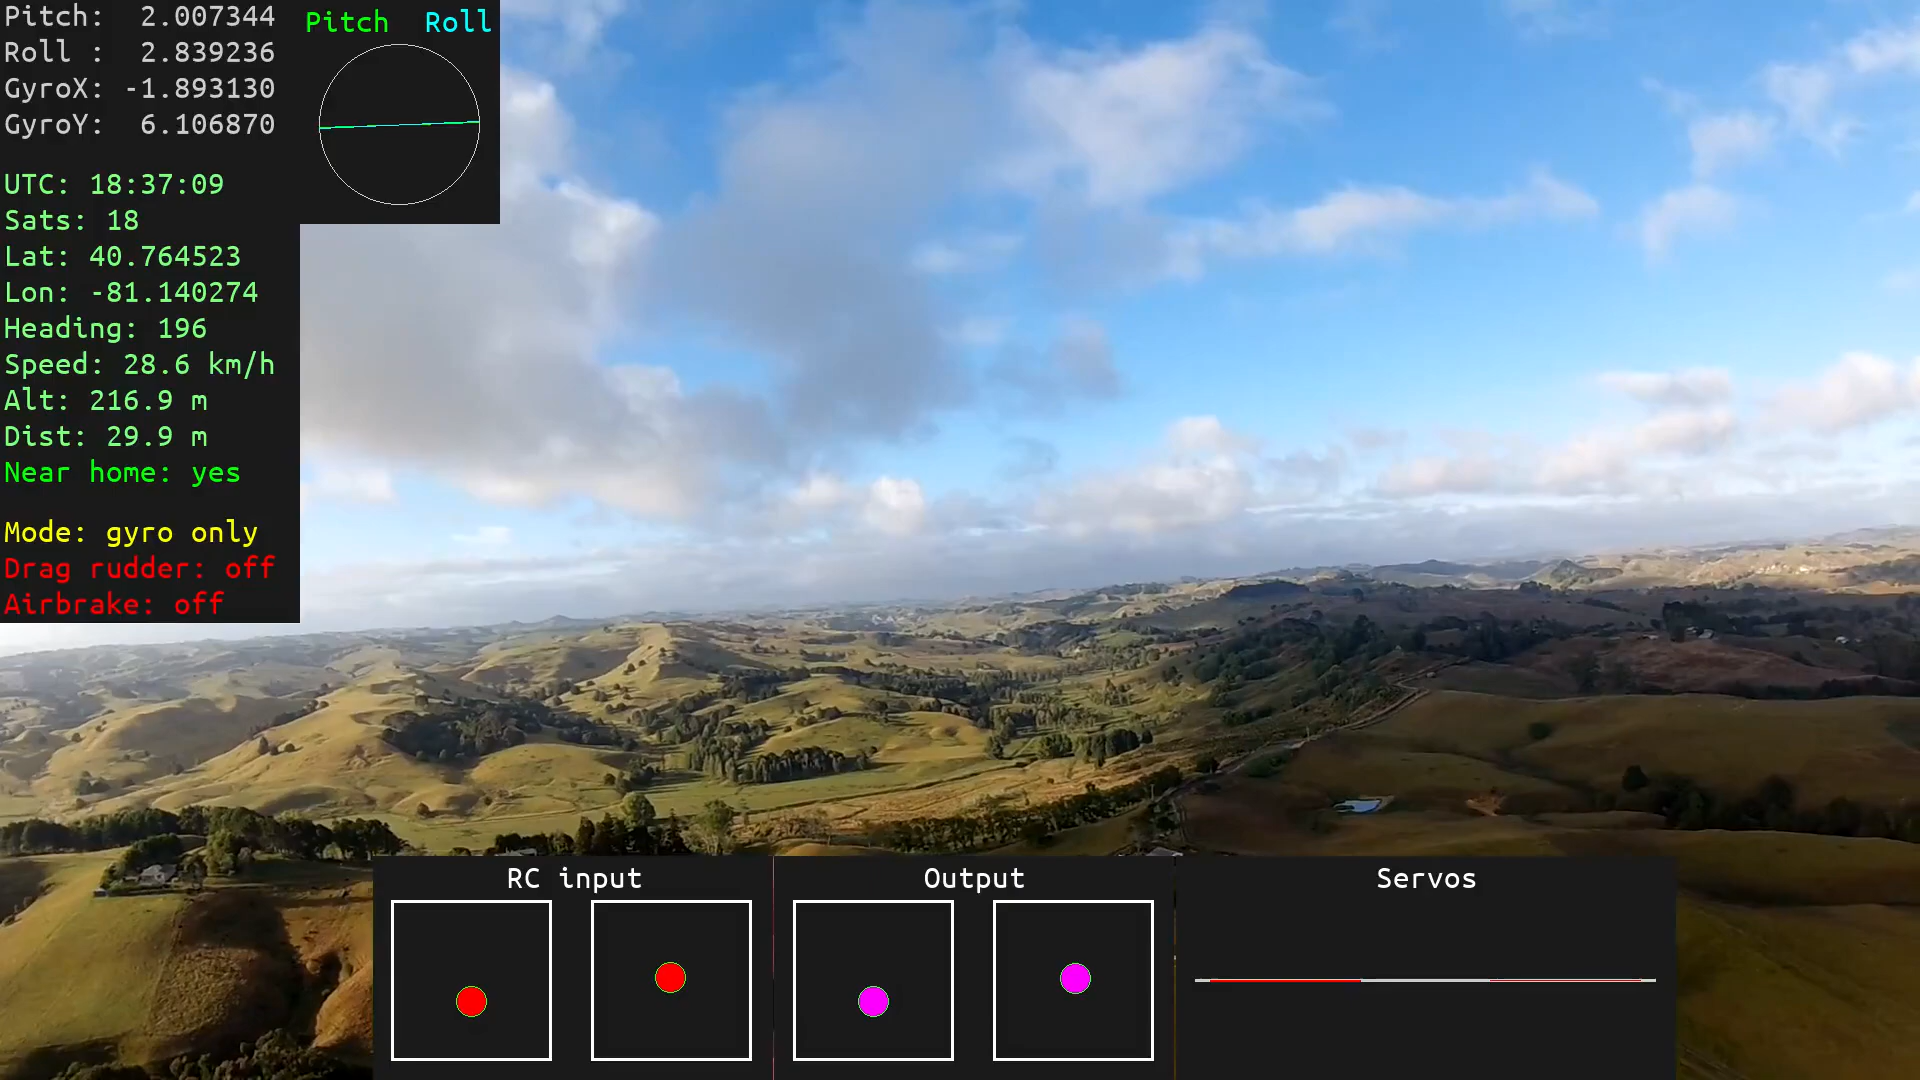 Pitch:  2.007344
Roll :  2.839236
GyroX: -1.893130
GyroY:  6.106870
Pitch  Roll
UTC: 18:37:09
Sats: 18
Lat: 40.764523
Lon: -81.140274
Heading: 196
Speed: 28.6 km/h
Alt: 216.9 m
Dist: 29.9 m
Near home: yes
Mode: gyro only
Drag rudder: off
Airbrake: off
RC input
Output
Servos